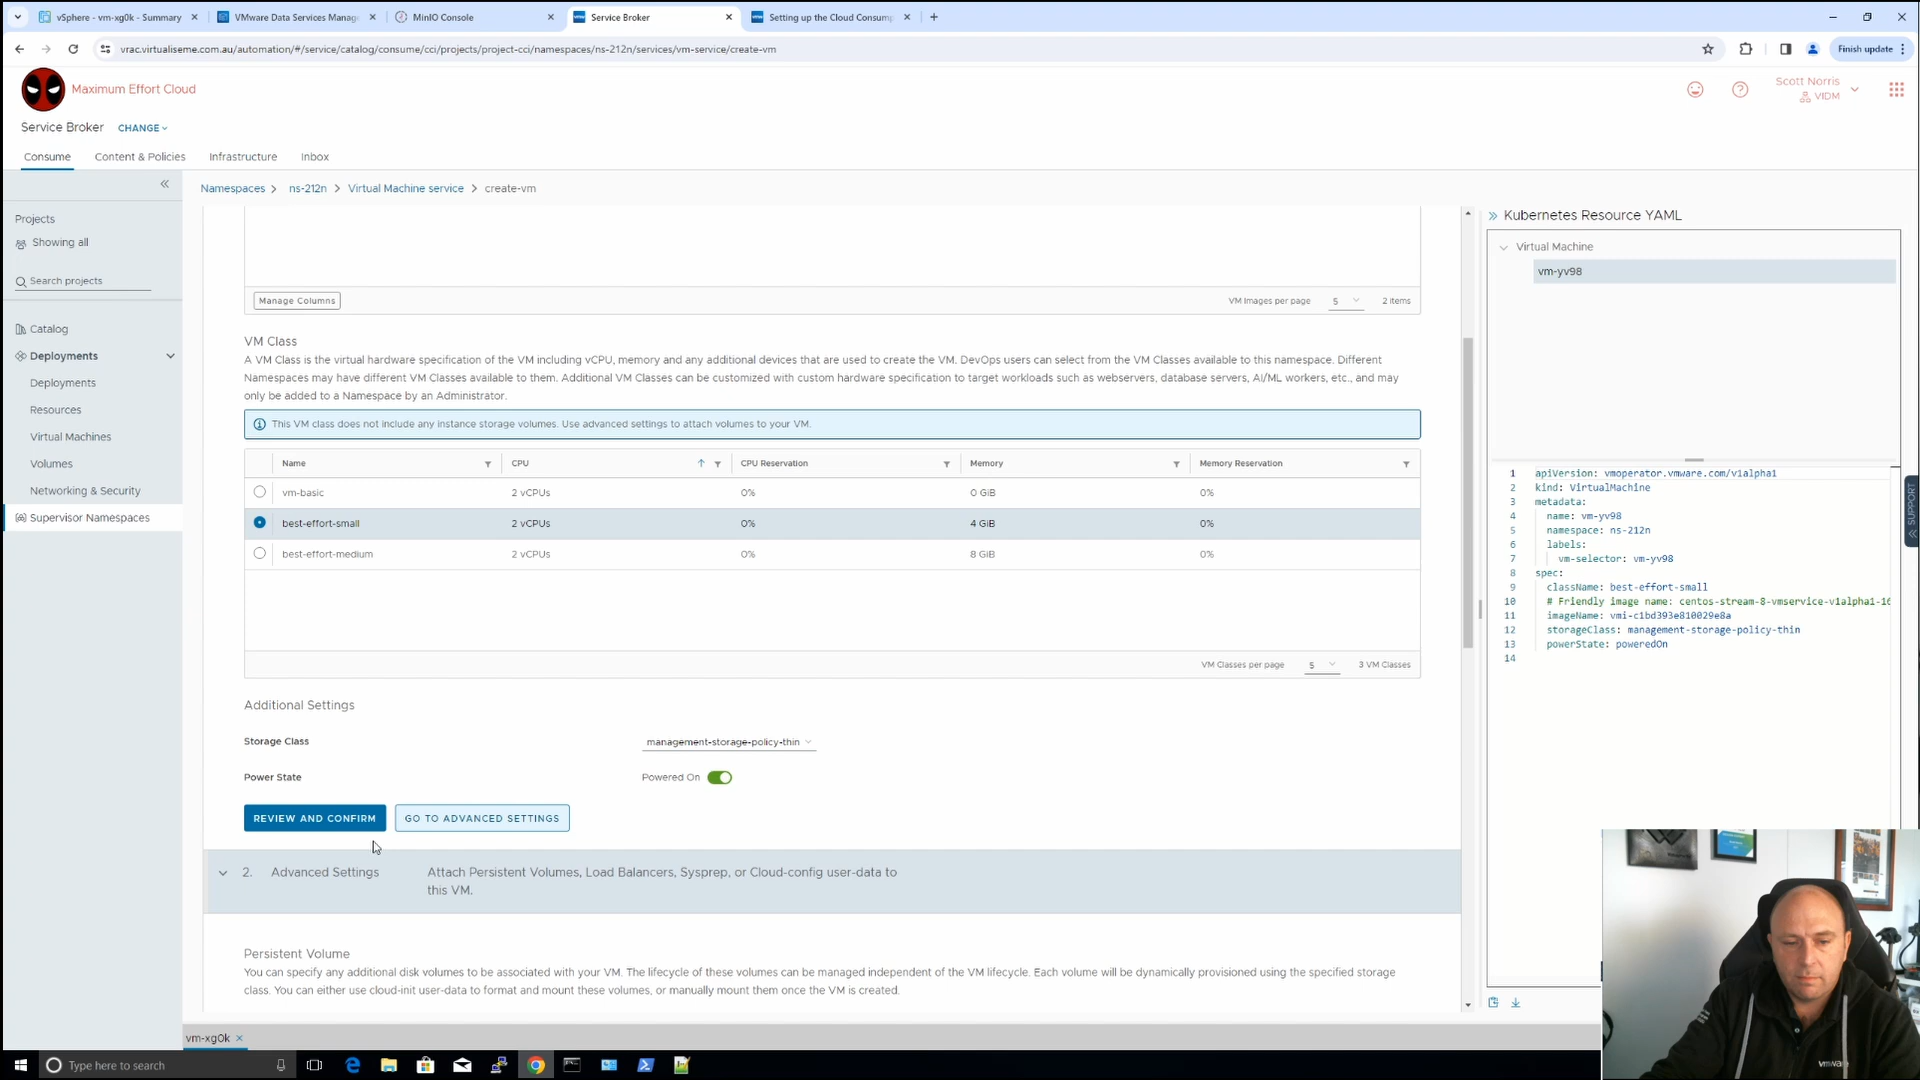 vSphere - vm-xg0k - Summary
VMware Data Services Manage
MinIO Console
Service Broker
Setting up the Cloud Consump
vrac.virtualiseme.com.au/automation/#/service/catalog/consume/cci/projects/project-cci/namespaces/ns-212n/services/vm-service/create-vm
Finish update
Maximum Effort Cloud
Scott Norris
VIDM
Service Broker
CHANGE
Consume
Content & Policies
Infrastructure
Inbox
Namespaces
ns-212n
Virtual Machine service
create-vm
Projects
Showing all
Search projects
Catalog
Deployments
Deployments
Resources
Virtual Machines
Volumes
Networking & Security
Supervisor Namespaces
Manage Columns
VM Images per page 5 2 items
VM Class
A VM Class is the virtual hardware specification of the VM including vCPU, memory and any additional devices that are used to create the VM. DevOps users can select from the VM Classes available to this namespace. Different
Namespaces may have different VM Classes available to them. Additional VM Classes can be customized with custom hardware specification to target workloads such as webservers, database servers, AI/ML workers, etc., and may
only be added to a Namespace by an Administrator.
This VM class does not include any instance storage volumes. Use advanced settings to attach volumes to your VM.
Name CPU CPU Reservation Memory Memory Reservation
vm-basic 2 vCPUs 0% 0 GiB 0%
best-effort-small 2 vCPUs 0% 4 GiB 0%
best-effort-medium 2 vCPUs 0% 8 GiB 0%
VM Classes per page 5 3 VM Classes
Additional Settings
Storage Class management-storage-policy-thin
Power State Powered On
REVIEW AND CONFIRM
GO TO ADVANCED SETTINGS
2. Advanced Settings
Attach Persistent Volumes, Load Balancers, Sysprep, or Cloud-config user-data to
this VM.
Persistent Volume
You can specify any additional disk volumes to be associated with your VM. The lifecycle of these volumes can be managed independent of the VM lifecycle. Each volume will be dynamically provisioned using the specified storage
class. You can either use cloud-init user-data to format and mount these volumes, or manually mount them once the VM is created.
Kubernetes Resource YAML
Virtual Machine
vm-yv98
1 apiVersion: vmoperator.vmware.com/v1alpha1
2 kind: VirtualMachine
3 metadata:
4 name: vm-yv98
5 namespace: ns-212n
6 labels:
7 vm-selector: vm-yv98
8 spec:
9 className: best-effort-small
10 # Friendly image name: centos-stream-8-vmservice-v1alpha1-16
11 imageName: vmi-c1bd393e810029e8a
12 storageClass: management-storage-policy-thin
13 powerState: poweredOn
14
SUPPORT
vm-xg0k
Type here to search
vmware